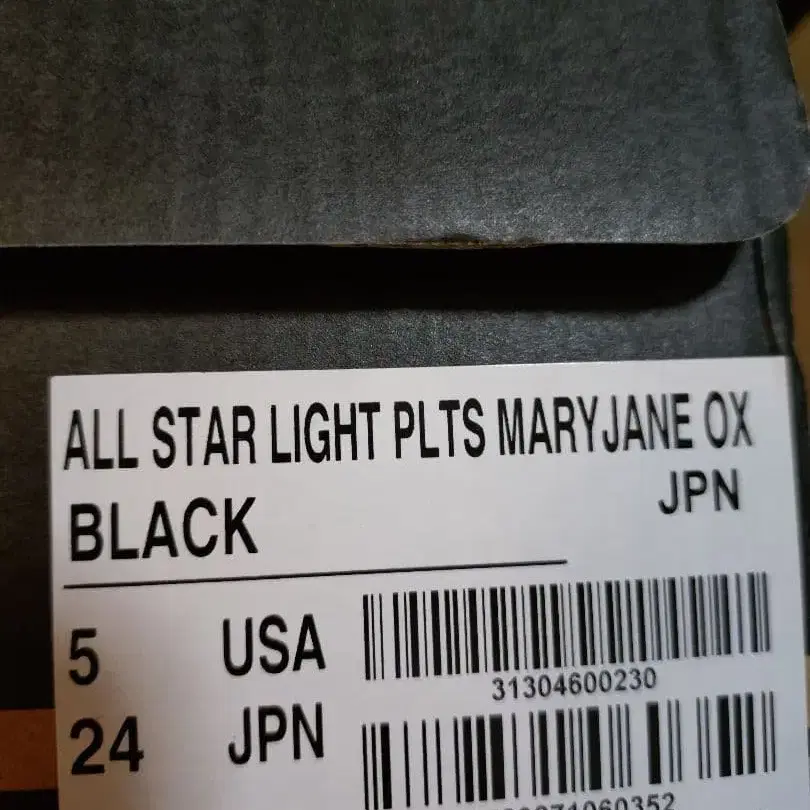 ALL STAR LIGHT PLTS MARYJANE OX
JPN
BLACK
5 USA
31304600230
24 JPN